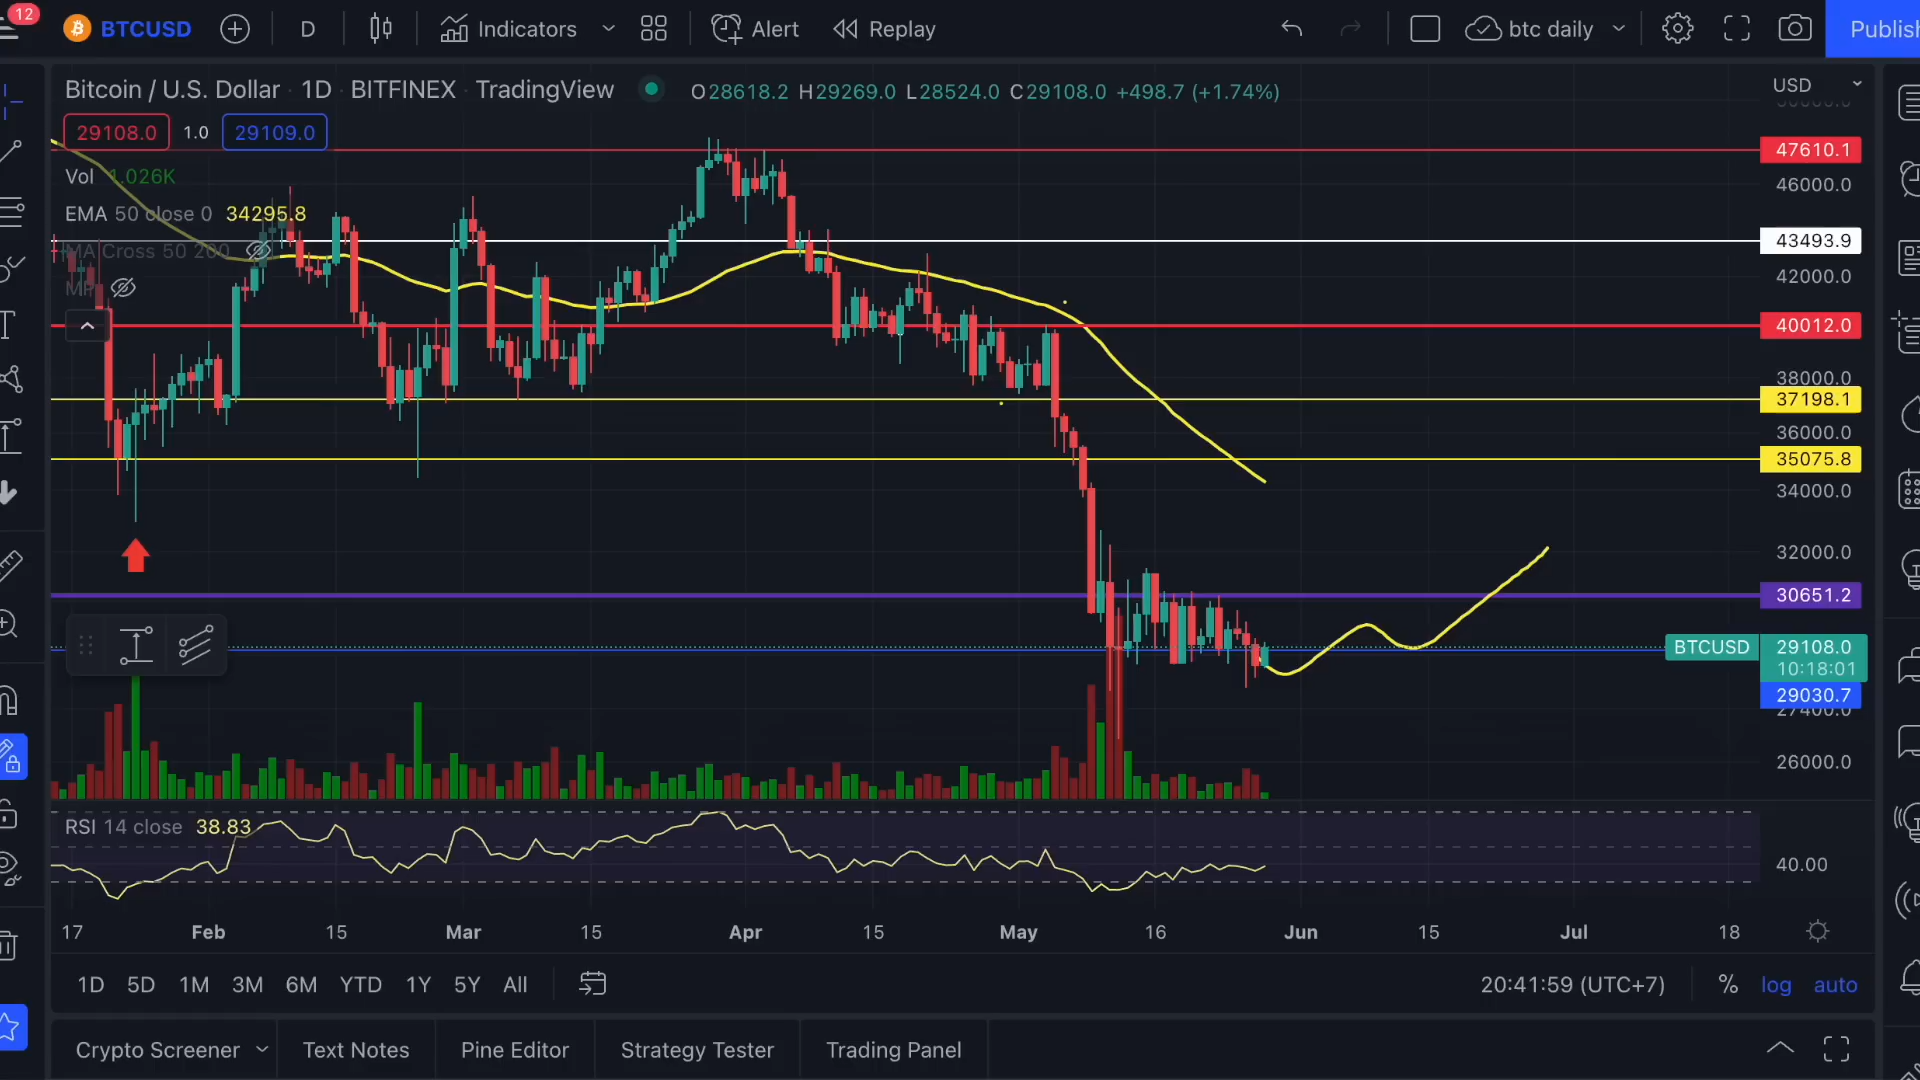 12
BTCUSD
D
Indicators
Alert
Replay
btc daily
Publish
Bitcoin / U.S. Dollar · 1D · BITFINEX · TradingView
O28618.2 H29269.0 L28524.0 C29108.0 +498.7 (+1.74%)
USD
29108.0
1.0
29109.0
Vol 1.026K
EMA 50 close 0 34295.8
MA Cross 50 200
47610.1
46000.0
43493.9
42000.0
40012.0
38000.0
37198.1
36000.0
35075.8
34000.0
32000.0
30651.2
BTCUSD 29108.0
10:18:01
29030.7
27400.0
26000.0
RSI 14 close 38.83
40.00
17 Feb 15 Mar 15 Apr 15 May 16 Jun 15 Jul 18
1D 5D 1M 3M 6M YTD 1Y 5Y All
20:41:59 (UTC+7) % log auto
Crypto Screener
Text Notes
Pine Editor
Strategy Tester
Trading Panel